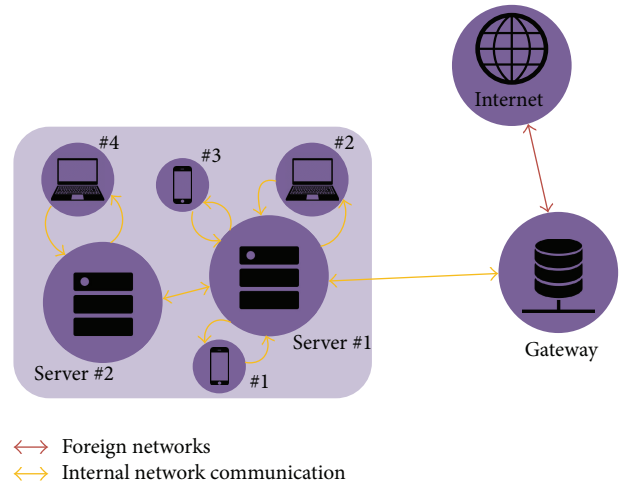 Internet
#4
#3
#2
Server #1
Server #2
#1
Gateway
Foreign networks
Internal network communication